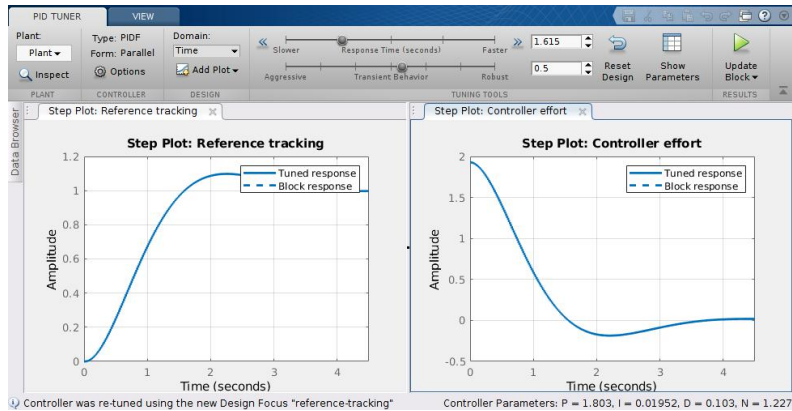 PID TUNER VIEW
Plant: Type: PIDF Domain:
Plant Form: Parallel Time Slower Response Time (seconds) Faster 1.615
Inspect Options Add Plot Aggressive Transient Behavior Robust 0.5 Reset Design Show Parameters Update Block
PLANT CONTROLLER DESIGN TUNING TOOLS RESULTS
Data Browser
Step Plot: Reference tracking
Step Plot: Controller effort
Step Plot: Reference tracking
Tuned response
Block response
Amplitude
1.2
1
0.8
0.6
0.4
0.2
0
0 1 2 3 4
Time (seconds)
Step Plot: Controller effort
Tuned response
Block response
Amplitude
2
1.5
1
0.5
0
-0.5
0 1 2 3 4
Time (seconds)
Controller was re-tuned using the new Design Focus "reference-tracking" Controller Parameters: P = 1.803, I = 0.01952, D = 0.103, N = 1.227